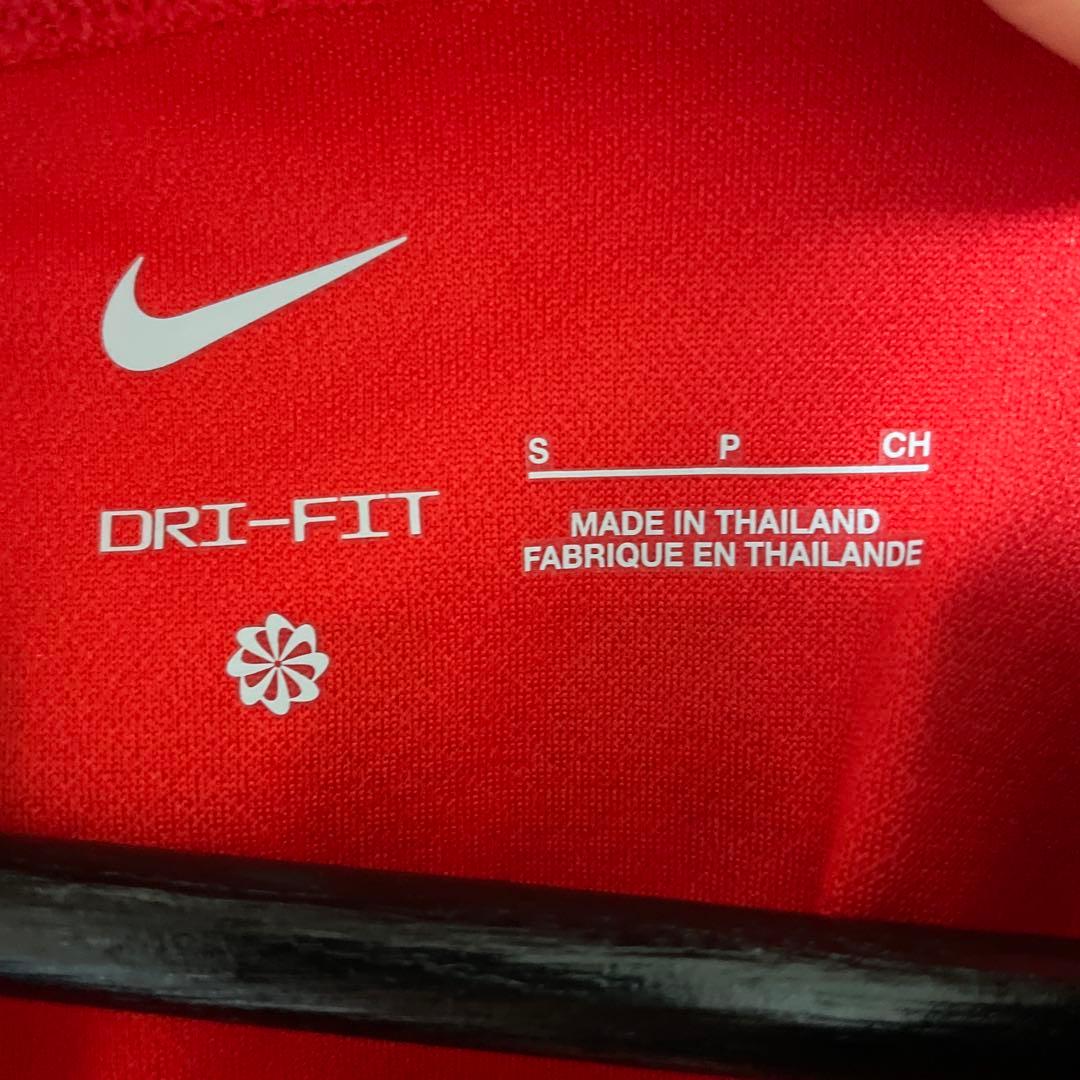 DRI-FIT
S P CH
MADE IN THAILAND
FABRIQUE EN THAILANDE